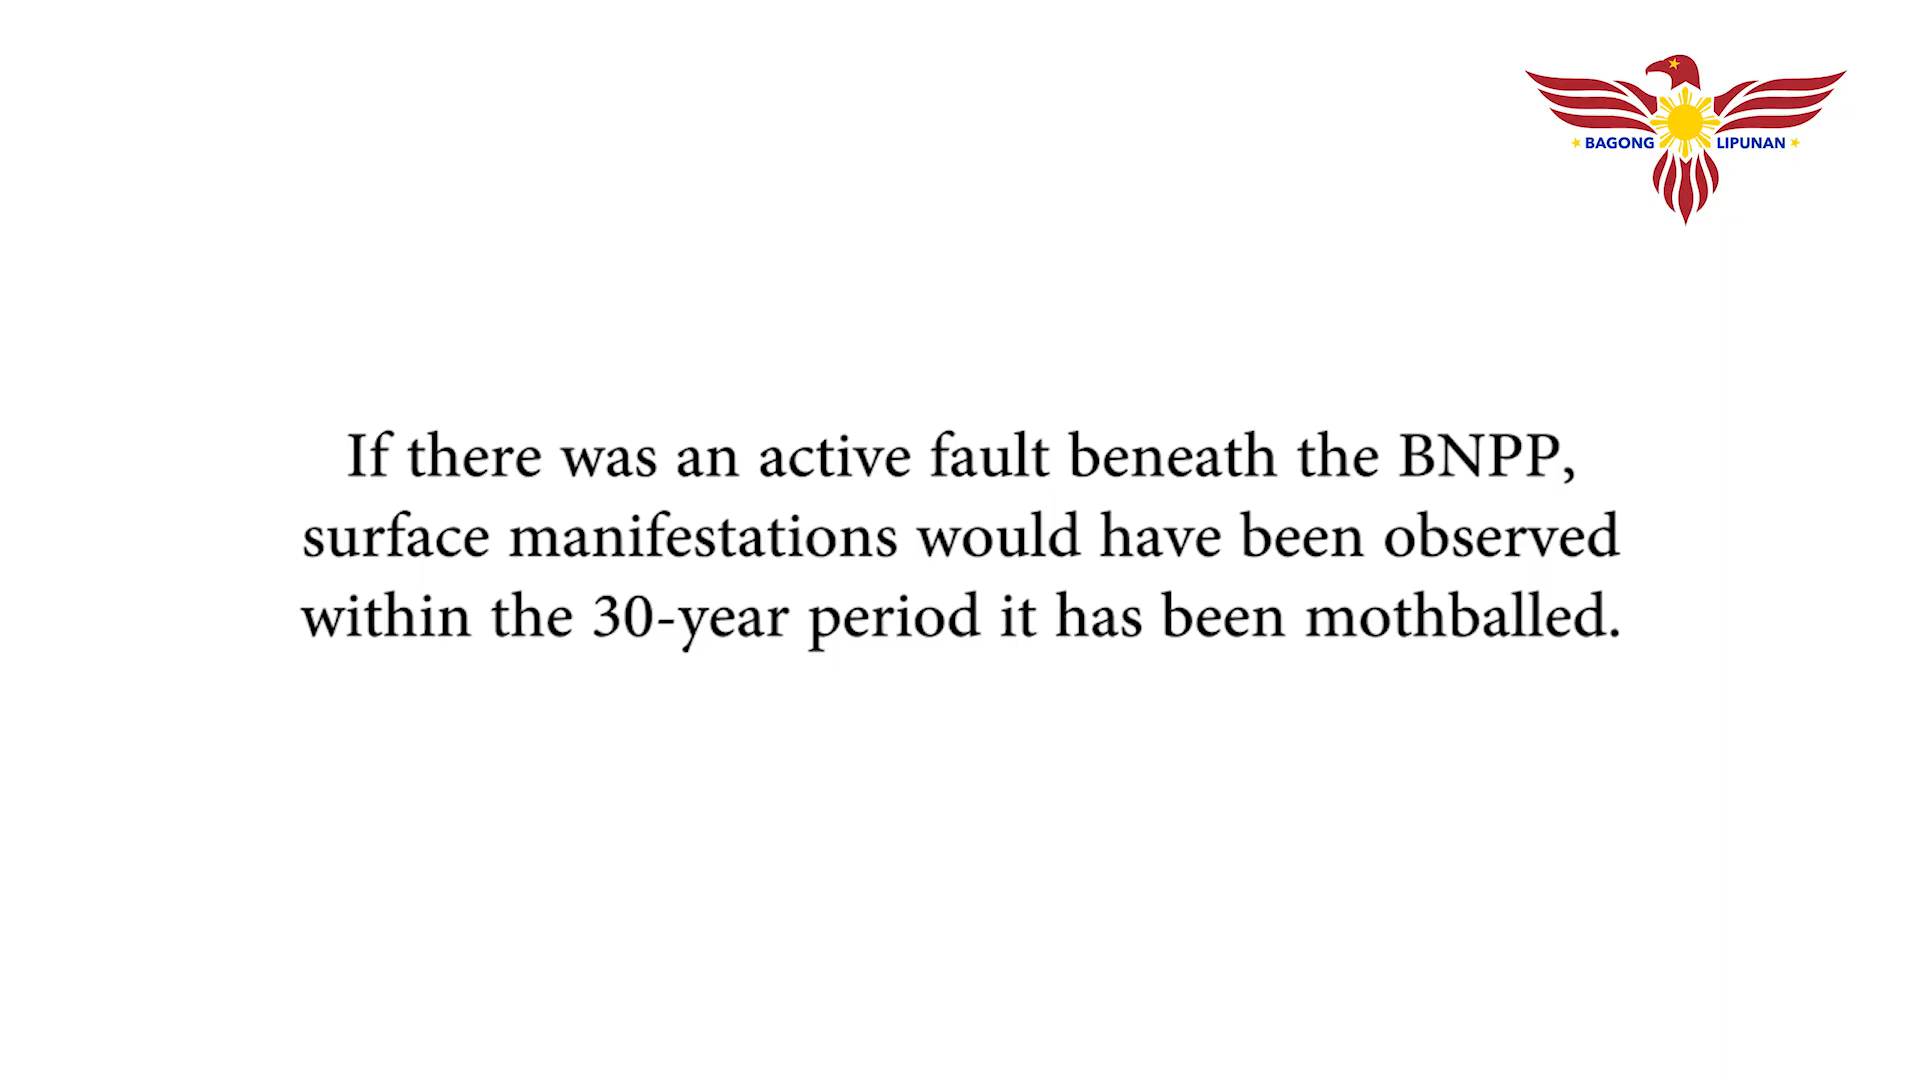 BAGONG LIPUNAN
If there was an active fault beneath the BNPP,
surface manifestations would have been observed
within the 30-year period it has been mothballed.